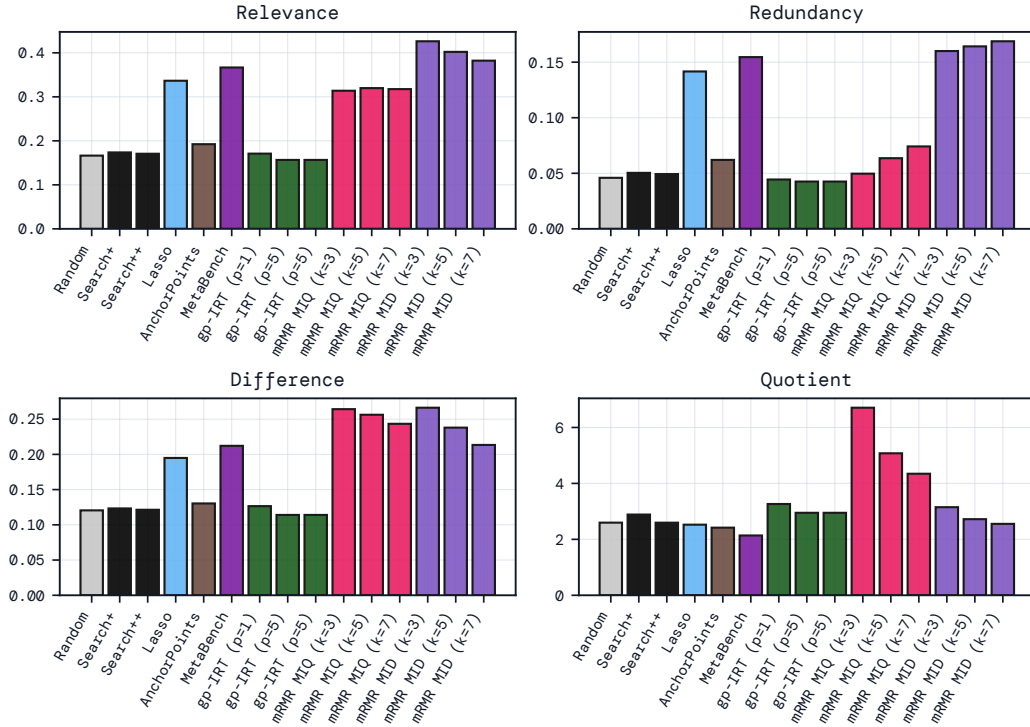 Relevance
0.4
0.3
0.2
0.1
0.0
Random
Search+
Search++
Lasso
AnchorPoints
MetaBench
gp-IRT (p=1)
gp-IRT (p=5)
gp-IRT (p=5)
mRMR MIQ (k=3)
mRMR MIQ (k=5)
mRMR MIQ (k=7)
mRMR MID (k=3)
mRMR MID (k=5)
mRMR MID (k=7)
Redundancy
0.15
0.10
0.05
0.00
Random
Search+
Search++
Lasso
AnchorPoints
MetaBench
gp-IRT (p=1)
gp-IRT (p=5)
gp-IRT (p=5)
mRMR MIQ (k=3)
mRMR MIQ (k=5)
mRMR MIQ (k=7)
mRMR MID (k=3)
mRMR MID (k=5)
mRMR MID (k=7)
Difference
0.25
0.20
0.15
0.10
0.05
0.00
Random
Search+
Search++
Lasso
AnchorPoints
MetaBench
gp-IRT (p=1)
gp-IRT (p=5)
gp-IRT (p=5)
mRMR MIQ (k=3)
mRMR MIQ (k=5)
mRMR MIQ (k=7)
mRMR MID (k=3)
mRMR MID (k=5)
mRMR MID (k=7)
Quotient
6
4
2
0
Random
Search+
Search++
Lasso
AnchorPoints
MetaBench
gp-IRT (p=1)
gp-IRT (p=5)
gp-IRT (p=5)
mRMR MIQ (k=3)
mRMR MIQ (k=5)
mRMR MIQ (k=7)
mRMR MID (k=3)
mRMR MID (k=5)
mRMR MID (k=7)